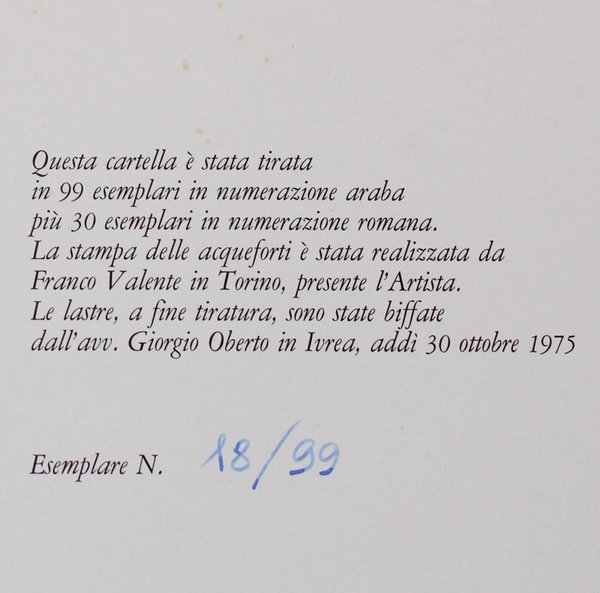 Questa cartella è stata tirata
in 99 esemplari in numerazione araba
più 30 esemplari in numerazione romana.
La stampa delle acqueforti è stata realizzata da
Franco Valente in Torino, presente l'Artista.
Le lastre, a fine tiratura, sono state biffate
dall'avv. Giorgio Oberto in Ivrea, addì 30 ottobre 1975
Esemplare N. 18/99